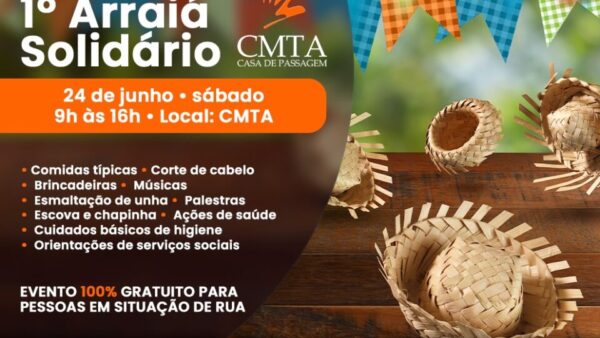 1º Arraiá
Solidário
CMTA
CASA DE PASSAGEM
24 de junho • sábado
9h às 16h • Local: CMTA
• Comidas típicas • Corte de cabelo
• Brincadeiras • Músicas
• Esmaltação de unha • Palestras
• Escova e chapinha • Ações de saúde
• Cuidados básicos de higiene
• Orientações de serviços sociais
EVENTO 100% GRATUITO PARA
PESSOAS EM SITUAÇÃO DE RUA